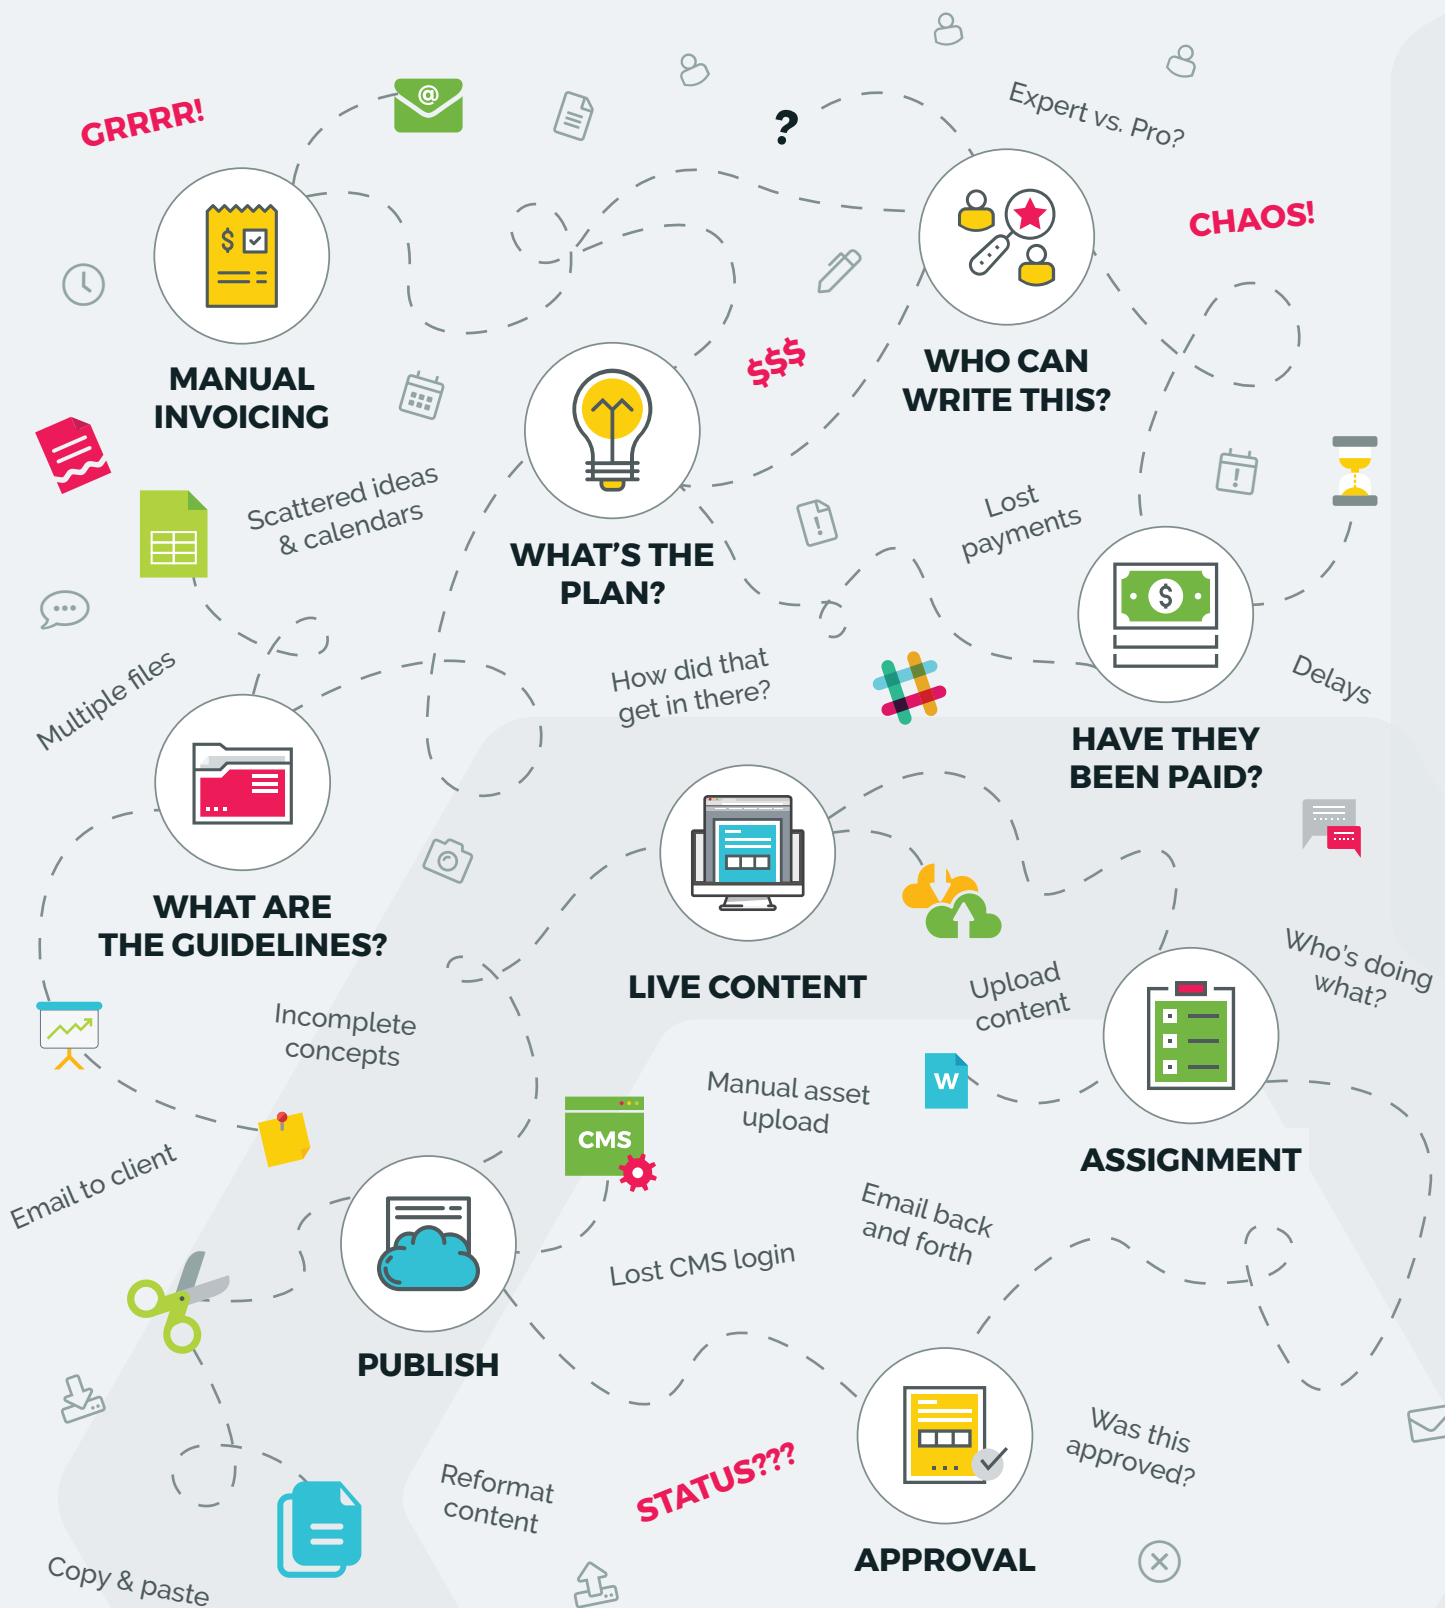 GRRRR!
@
?
Expert vs. Pro?
CHAOS!
$
MANUAL
INVOICING
$$$
WHO CAN
WRITE THIS?
Scattered ideas
& calendars
WHAT'S THE
PLAN?
Lost
payments
$
Multiple files
How did that
get in there?
Delays
HAVE THEY
BEEN PAID?
WHAT ARE
THE GUIDELINES?
LIVE CONTENT
Upload
content
Who's doing
what?
Incomplete
concepts
Manual asset
upload
W
CMS
ASSIGNMENT
Email to client
Email back
and forth
Lost CMS login
PUBLISH
Was this
approved?
STATUS???
Reformat
content
APPROVAL
Copy & paste